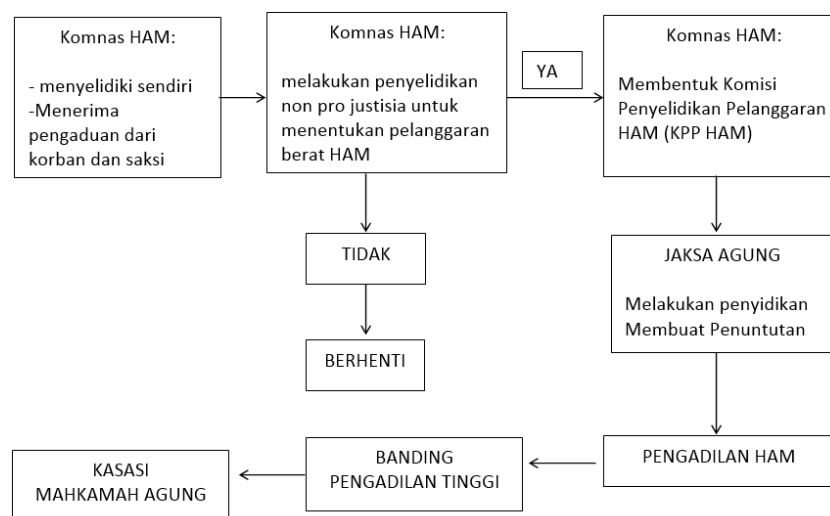 Komnas HAM:
- menyelidiki sendiri
-Menerima
pengaduan dari
korban dan saksi
Komnas HAM:
melakukan penyelidikan
non pro justisia untuk
menentukan pelanggaran
berat HAM
YA
Komnas HAM:
Membentuk Komisi
Penyelidikan Pelanggaran
HAM (KPP HAM)
TIDAK
BERHENTI
JAKSA AGUNG
Melakukan penyidikan
Membuat Penuntutan
PENGADILAN HAM
BANDING
PENGADILAN TINGGI
KASASI
MAHKAMAH AGUNG